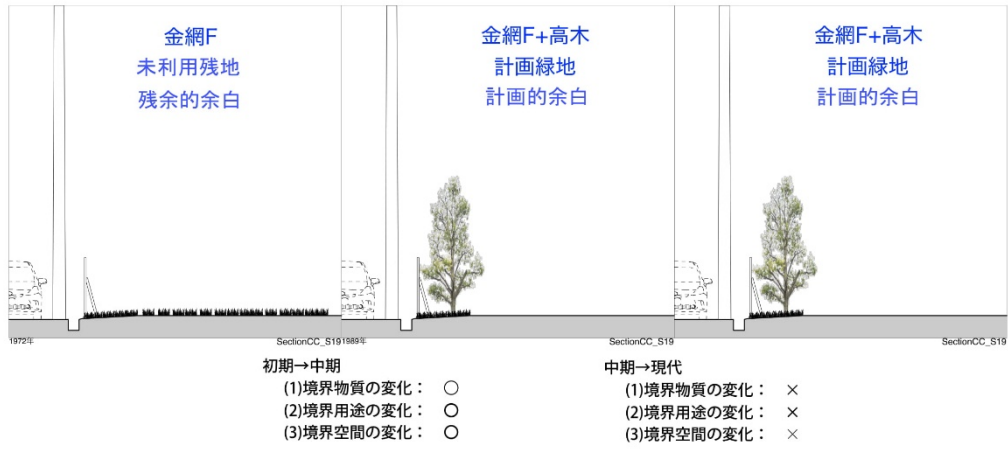 金網F
未利用残地
残余的余白
金網F+高木
計画緑地
計画的余白
金網F+高木
計画緑地
計画的余白
1972年
SectionCC_S19
1989年
SectionCC_S19
SectionCC_S19
初期→中期
(1)境界物質の変化： ○
(2)境界用途の変化： ○
(3)境界空間の変化： ○
中期→現代
(1)境界物質の変化： ×
(2)境界用途の変化： ×
(3)境界空間の変化： ×